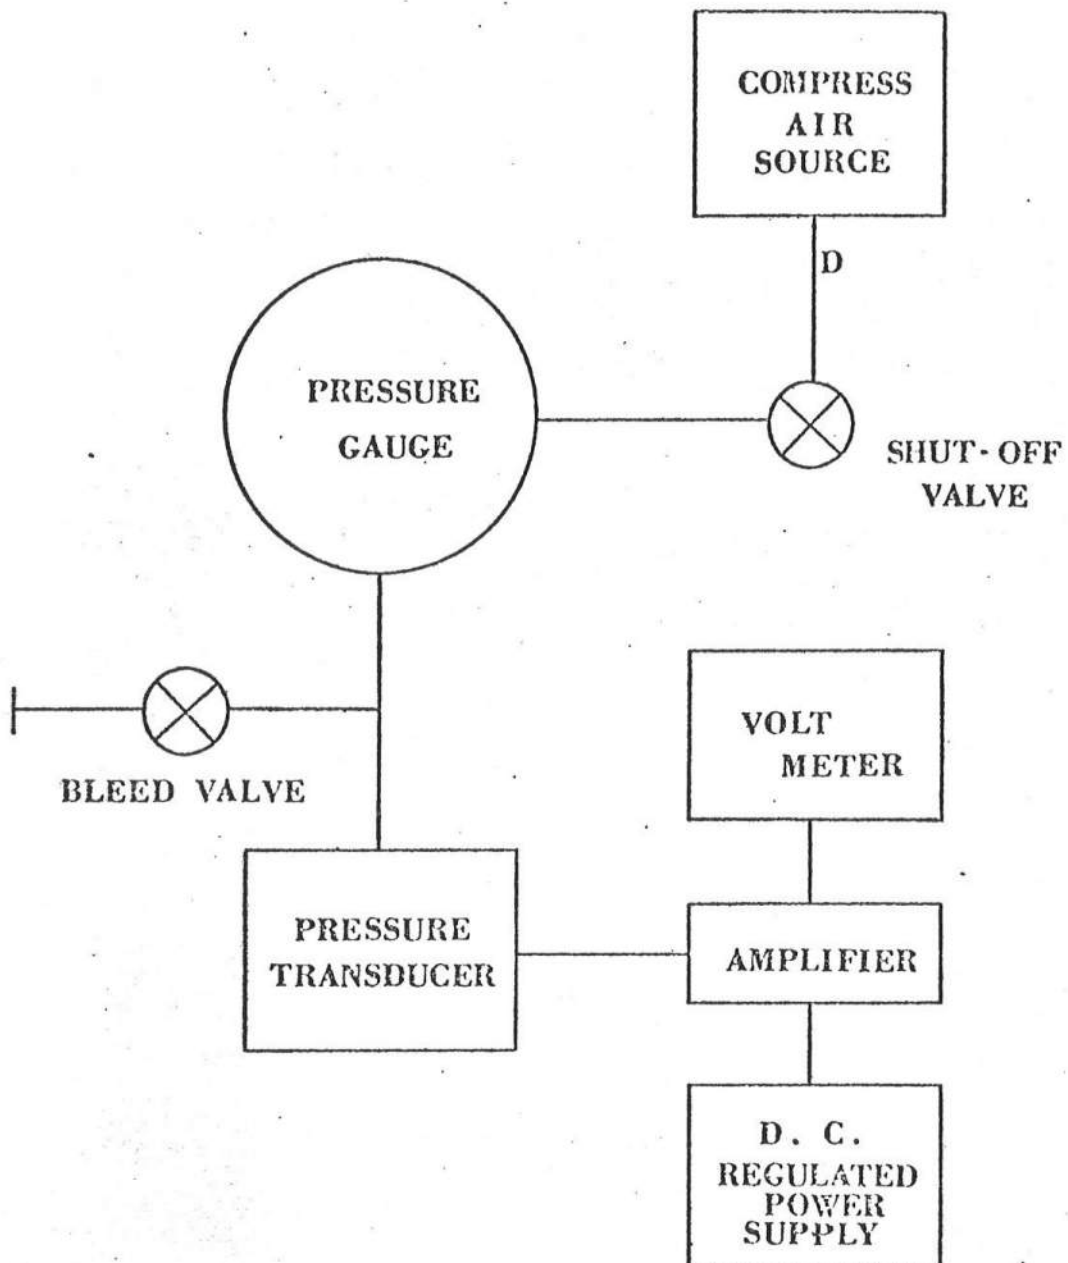 COMPRESS
AIR
SOURCE
D
PRESSURE
GAUGE
SHUT-OFF
VALVE
BLEED VALVE
VOLT
METER
PRESSURE
TRANSDUCER
AMPLIFIER
D. C.
REGULATED
POWER
SUPPLY